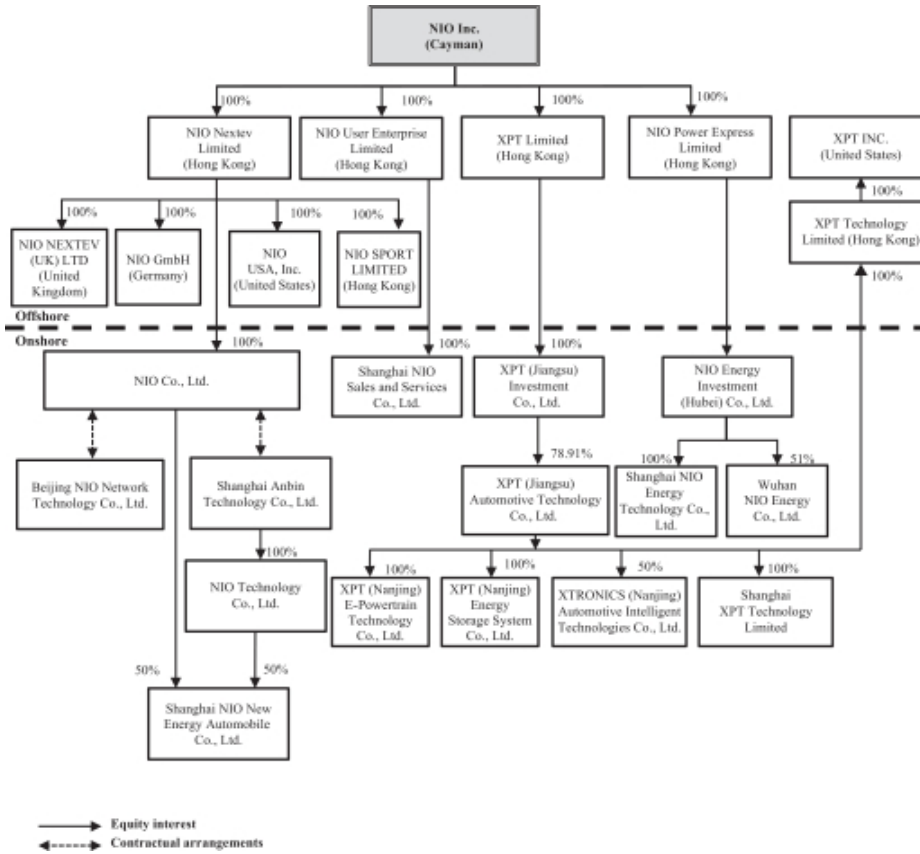 NIO Inc.
(Cayman)
100%
100%
100%
100%
NIO Nextev
Limited
(Hong Kong)
NIO User Enterprise
Limited
(Hong Kong)
XPT Limited
(Hong Kong)
NIO Power Express
Limited
(Hong Kong)
XPT INC.
(United States)
100%
XPT Technology
Limited (Hong Kong)
100%
100%
100%
100%
100%
NIO NEXTEV
(UK) LTD
(United
Kingdom)
NIO GmbH
(Germany)
NIO
USA, Inc.
(United States)
NIO SPORT
LIMITED
(Hong Kong)
Offshore
Onshore
100%
100%
100%
100%
NIO Co., Ltd.
Shanghai NIO
Sales and Services
Co., Ltd.
XPT (Jiangsu)
Investment
Co., Ltd.
NIO Energy
Investment
(Hubei) Co., Ltd.
78.91%
100%
51%
Beijing NIO Network
Technology Co., Ltd.
Shanghai Anbin
Technology Co., Ltd.
XPT (Jiangsu)
Automotive Technology
Co., Ltd.
Shanghai NIO
Energy
Technology Co.,
Ltd.
Wuhan
NIO Energy
Co., Ltd.
100%
100%
100%
50%
100%
NIO Technology
Co., Ltd.
XPT (Nanjing)
E-Powertrain
Technology
Co., Ltd.
XPT (Nanjing)
Energy
Storage System
Co., Ltd.
XTRONICS (Nanjing)
Automotive Intelligent
Technologies Co., Ltd.
Shanghai
XPT Technology
Limited
50%
50%
Shanghai NIO New
Energy Automobile
Co., Ltd.
Equity interest
Contractual arrangements